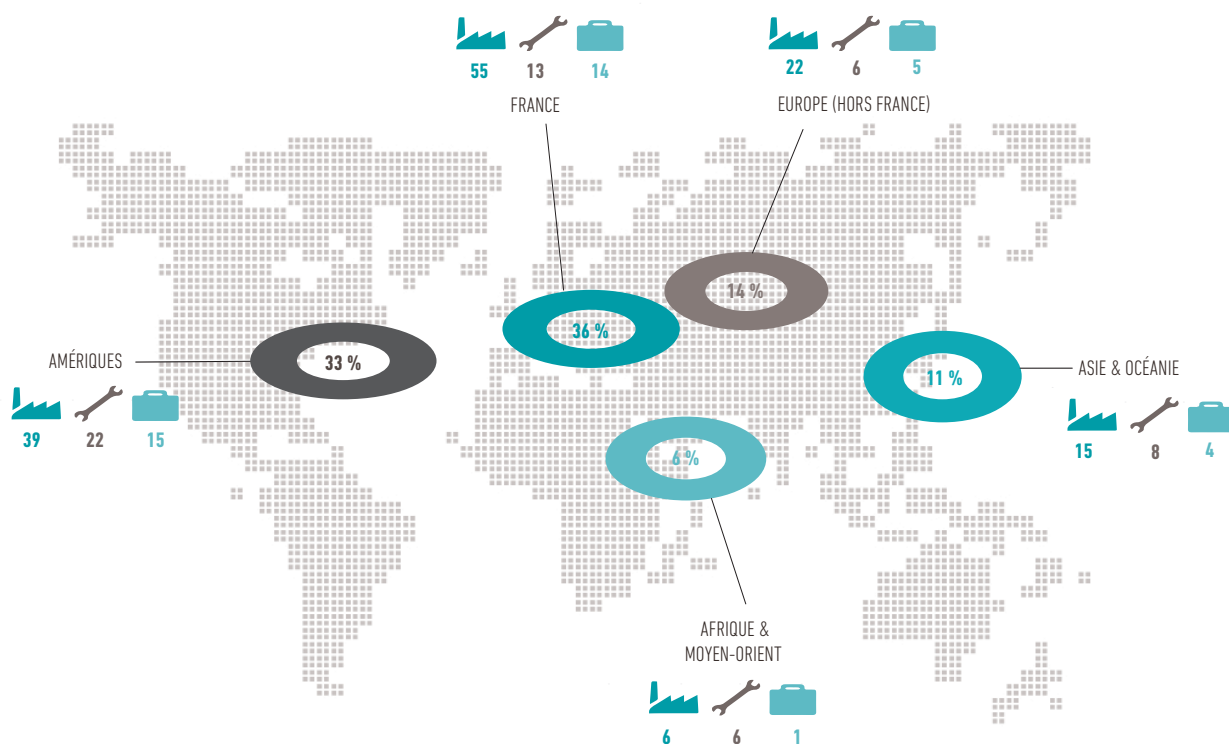 55 13 14
FRANCE
22 6 5
EUROPE (HORS FRANCE)
14 %
36 %
AMÉRIQUES
33 %
39 22 15
11 %
ASIE & OCÉANIE
15 8 4
6 %
AFRIQUE &
MOYEN-ORIENT
6 6 1